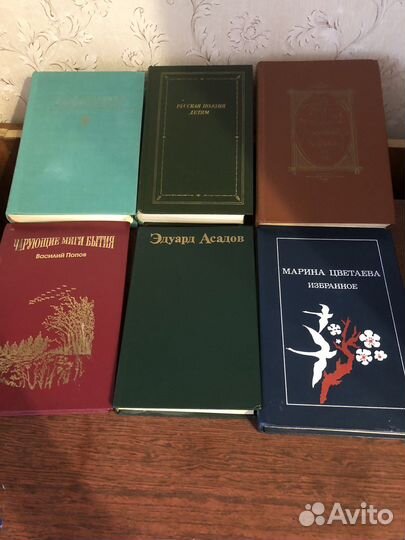 РУССКАЯ ПОЭЗИЯ
ДЕТЯМ
ЧАРУЮЩИЕ МИГИ БЫТИЯ
Василий Попов
Эдуард Асадов
МАРИНА ЦВЕТАЕВА
ИЗБРАННОЕ
Avito